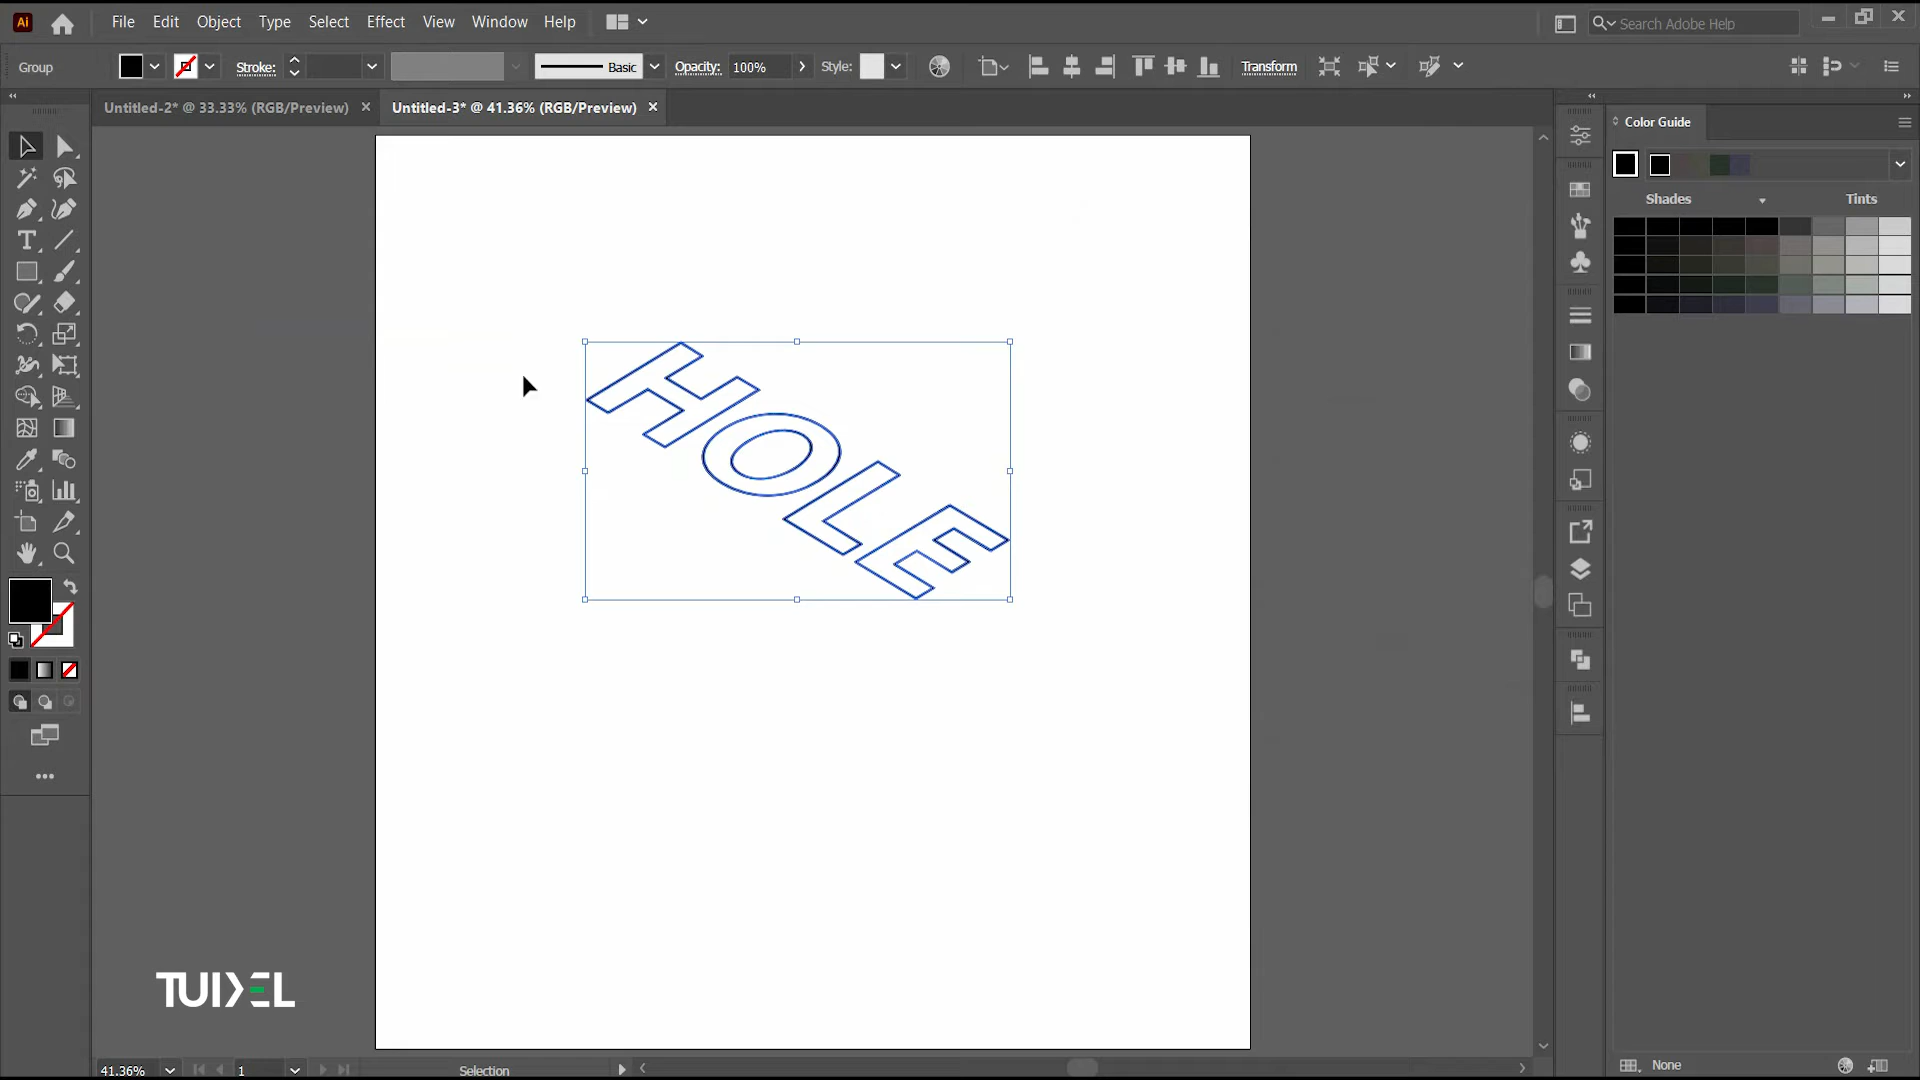 Ai
File Edit Object Type Select Effect View Window Help
Search Adobe Help
Group
Stroke:
Basic
Opacity:
100%
Style:
Transform
Untitled-2* @ 33.33% (RGB/Preview)
Untitled-3* @ 41.36% (RGB/Preview)
Color Guide
Shades
Tints
HOLE
TUIXEL
41.36%
1
Selection
None